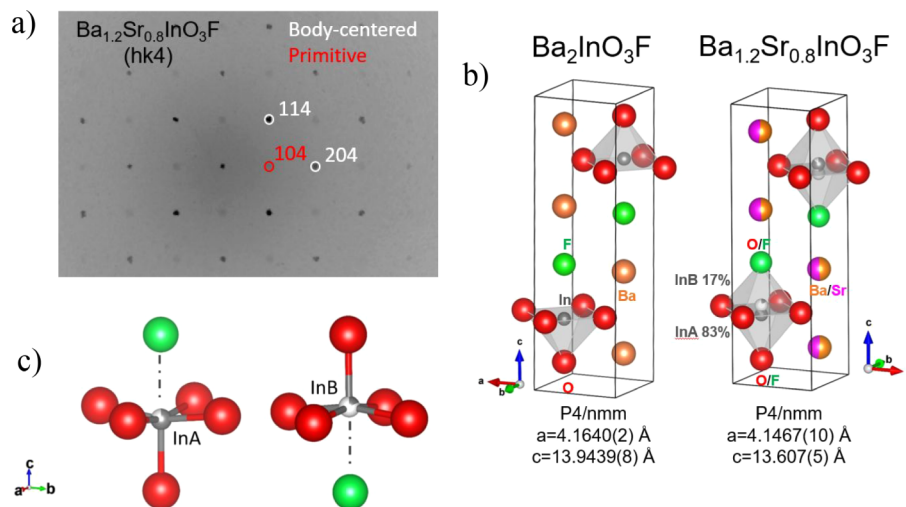 a)
Ba1.2Sr0.8InO3F
(hk4)
Body-centered
Primitive
114
104
204
b)
Ba2InO3F
Ba1.2Sr0.8InO3F
F
In
Ba
O
c
a
b
P4/nmm
a=4.1640(2) Å
c=13.9439(8) Å
O/F
InB 17%
Ba/Sr
InA 83%
O/F
c
b
a
P4/nmm
a=4.1467(10) Å
c=13.607(5) Å
c)
InA
InB
c
a
b